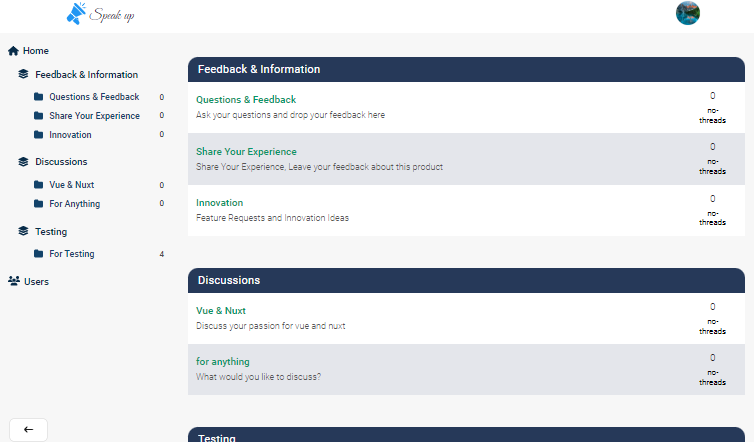 Speak up
Home
Feedback & Information
Questions & Feedback 0
Share Your Experience 0
Innovation 0
Discussions
Vue & Nuxt 0
For Anything 0
Testing
For Testing 4
Users
Feedback & Information
Questions & Feedback
Ask your questions and drop your feedback here
0
no-
threads
Share Your Experience
Share Your Experience, Leave your feedback about this product
0
no-
threads
Innovation
Feature Requests and Innovation Ideas
0
no-
threads
Discussions
Vue & Nuxt
Discuss your passion for vue and nuxt
0
no-
threads
for anything
What would you like to discuss?
0
no-
threads
Testing